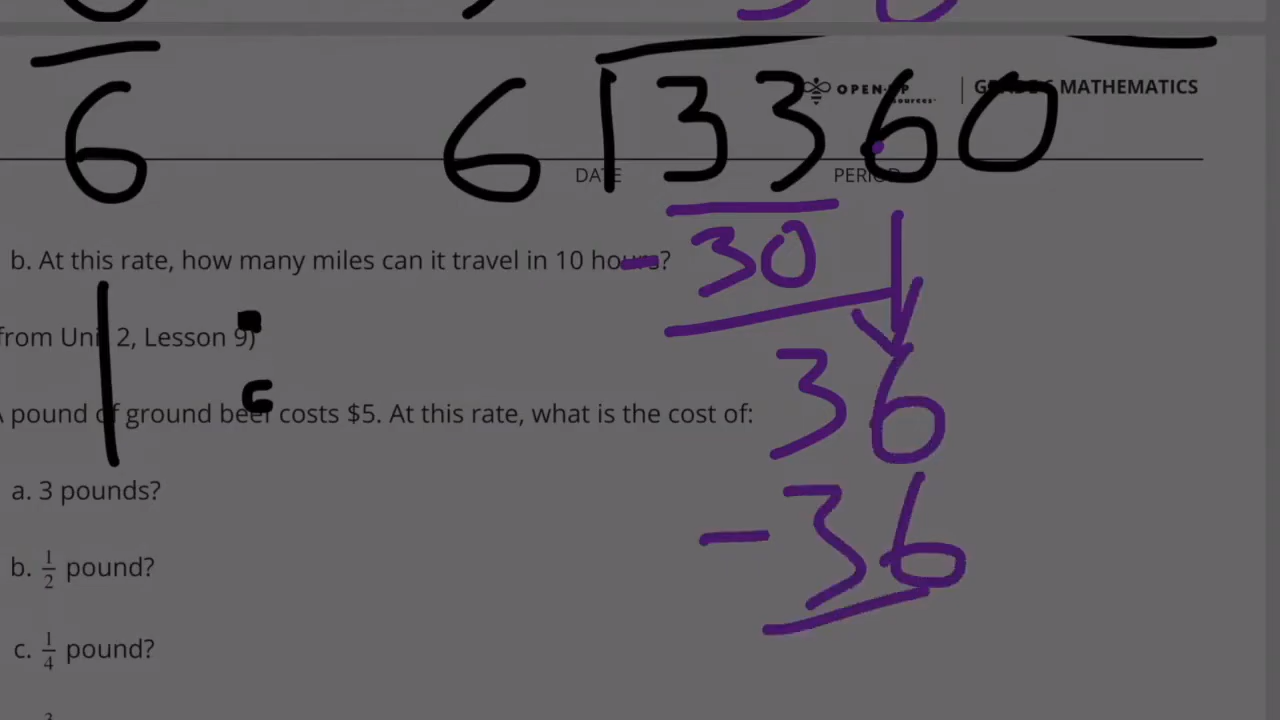 6 6 3360
OPEN-UP resources | GRADE 6 MATHEMATICS
DATE PERIOD
- 30
b. At this rate, how many miles can it travel in 10 hours?
from Unit 2, Lesson 9)
36
A pound of ground beef costs $5. At this rate, what is the cost of:
a. 3 pounds?
- 36
b. 1/2 pound?
c. 1/4 pound?
3